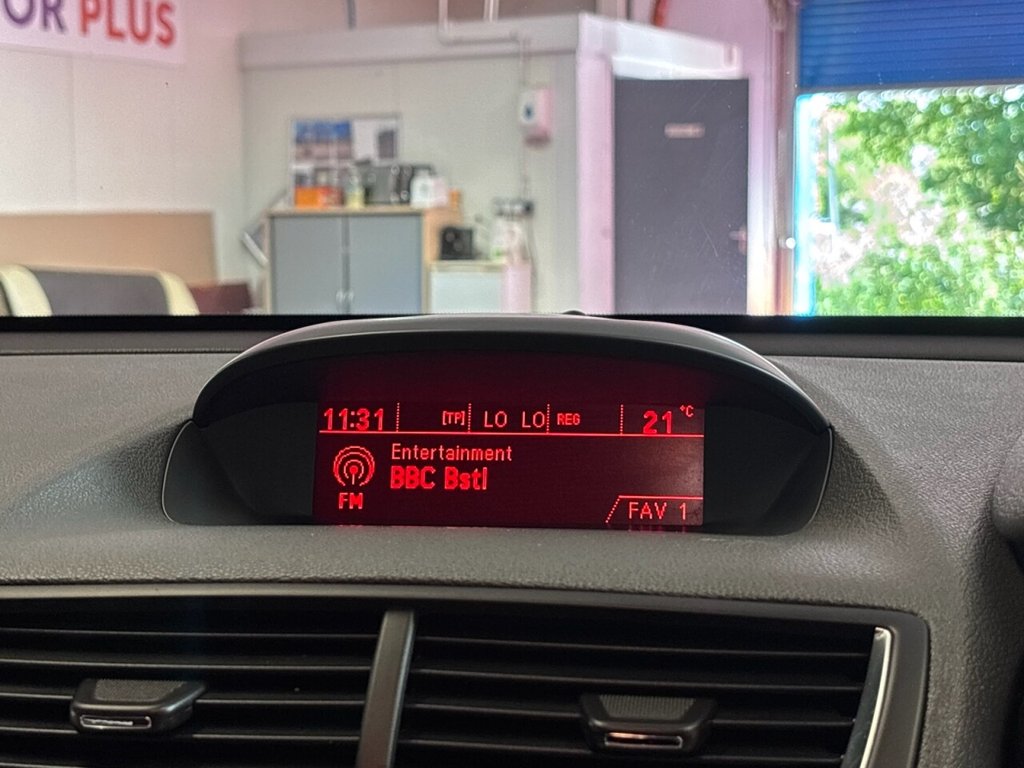 OR PLUS
11:31 [TP] LO LO REG 21 °C
Entertainment
BBC Bstl
FM
FAV 1